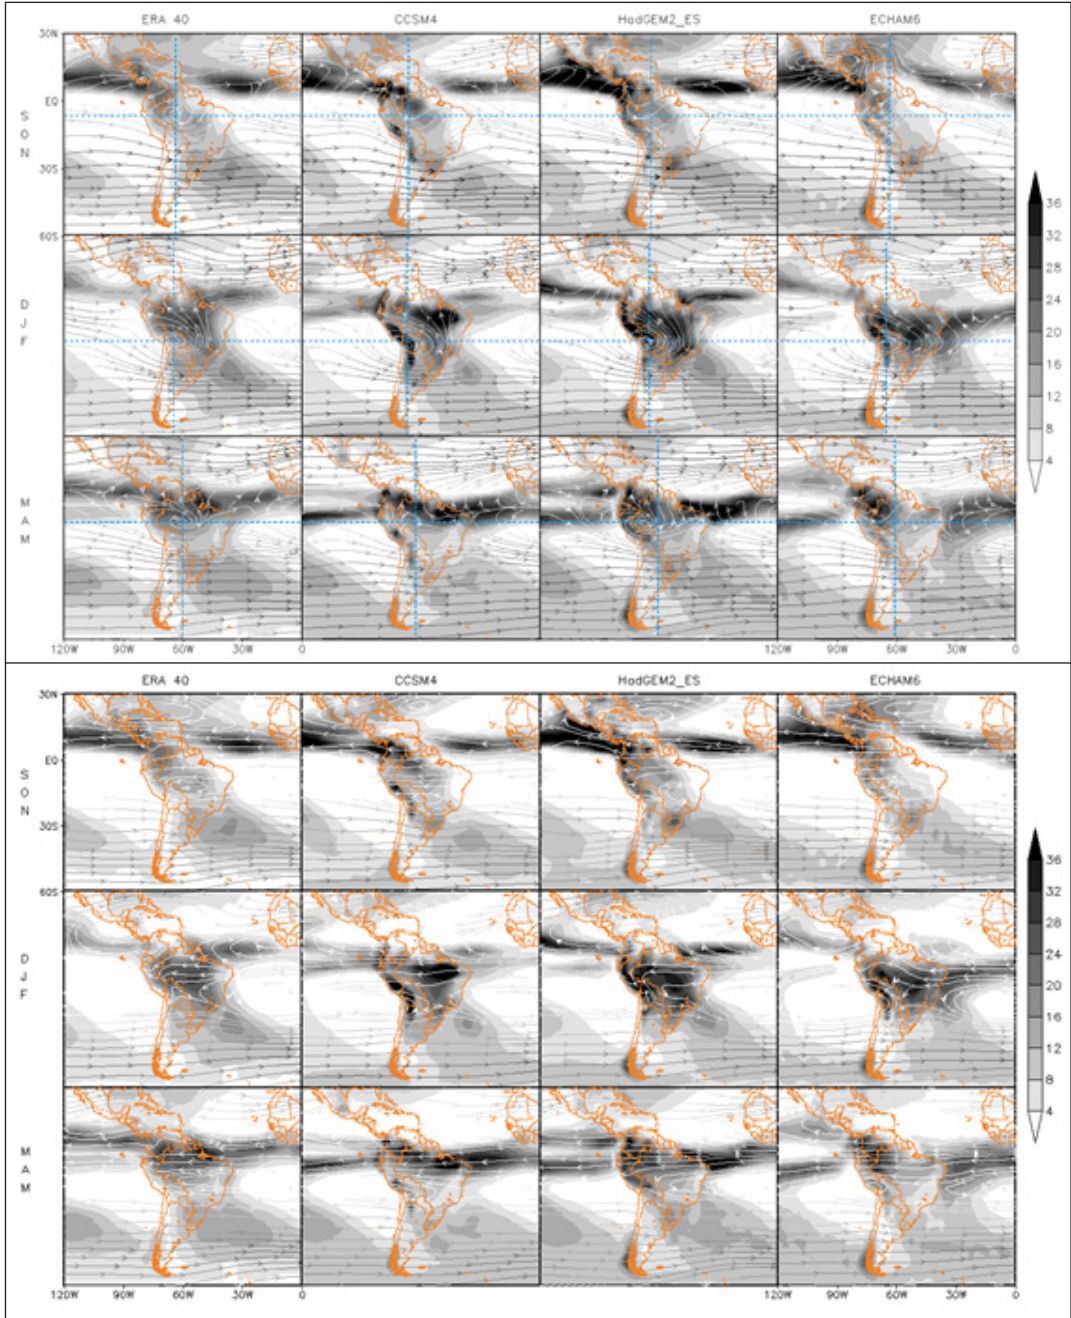 ERA 40 CCSM4 HadGEM2_ES ECHAM6
30N
EQ
30S
60S
S
O
N
D
J
F
M
A
M
120W 90W 60W 30W 0 120W 90W 60W 30W 0
36
32
28
24
20
16
12
8
4
ERA 40 CCSM4 HadGEM2_ES ECHAM6
30N
EQ
30S
60S
S
O
N
D
J
F
M
A
M
120W 90W 60W 30W 0 120W 90W 60W 30W 0
36
32
28
24
20
16
12
8
4